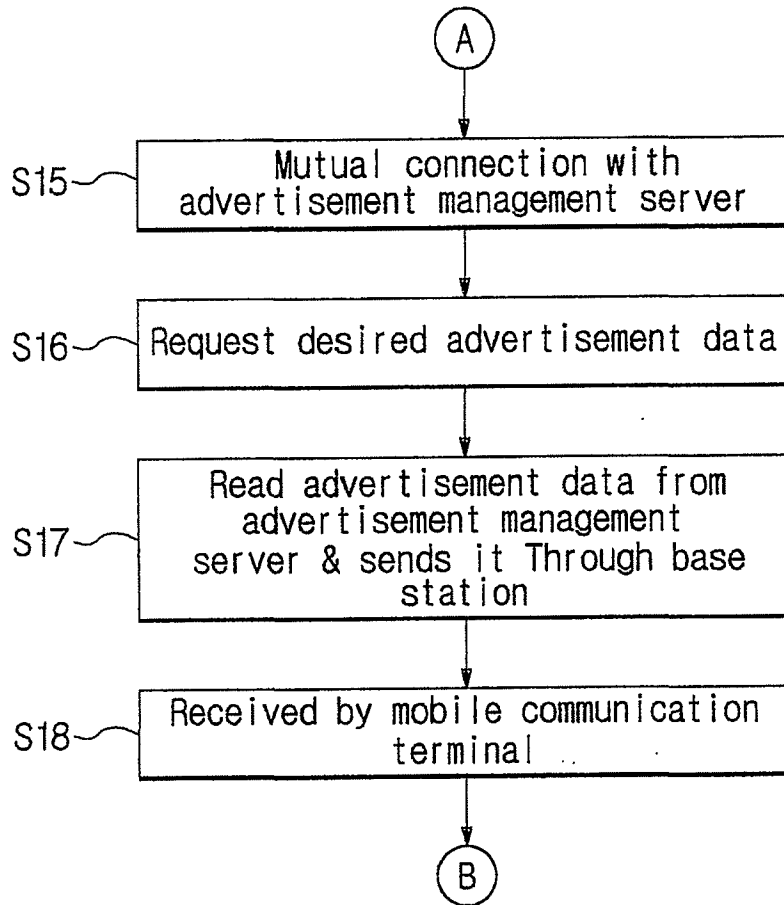 A
S15
Mutual connection with
advertisement management server
S16
Request desired advertisement data
S17
Read advertisement data from
advertisement management
server & sends it Through base
station
S18
Received by mobile communication
terminal
B